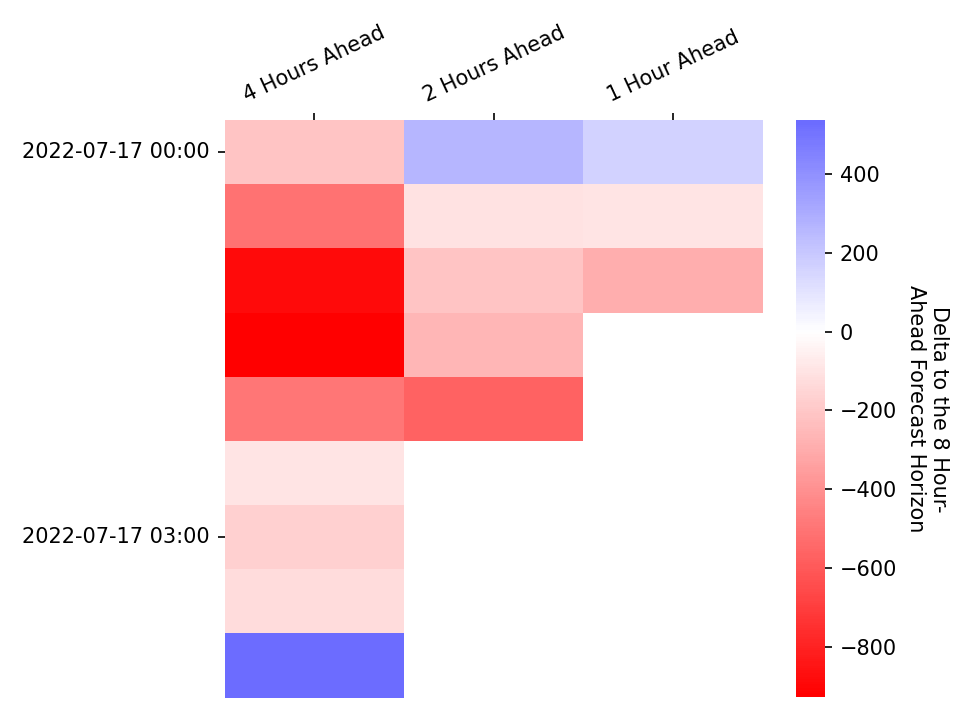 4 Hours Ahead
2 Hours Ahead
1 Hour Ahead
2022-07-17 00:00
2022-07-17 03:00
400
200
0
−200
−400
−600
−800
Delta to the 8 Hour-
Ahead Forecast Horizon